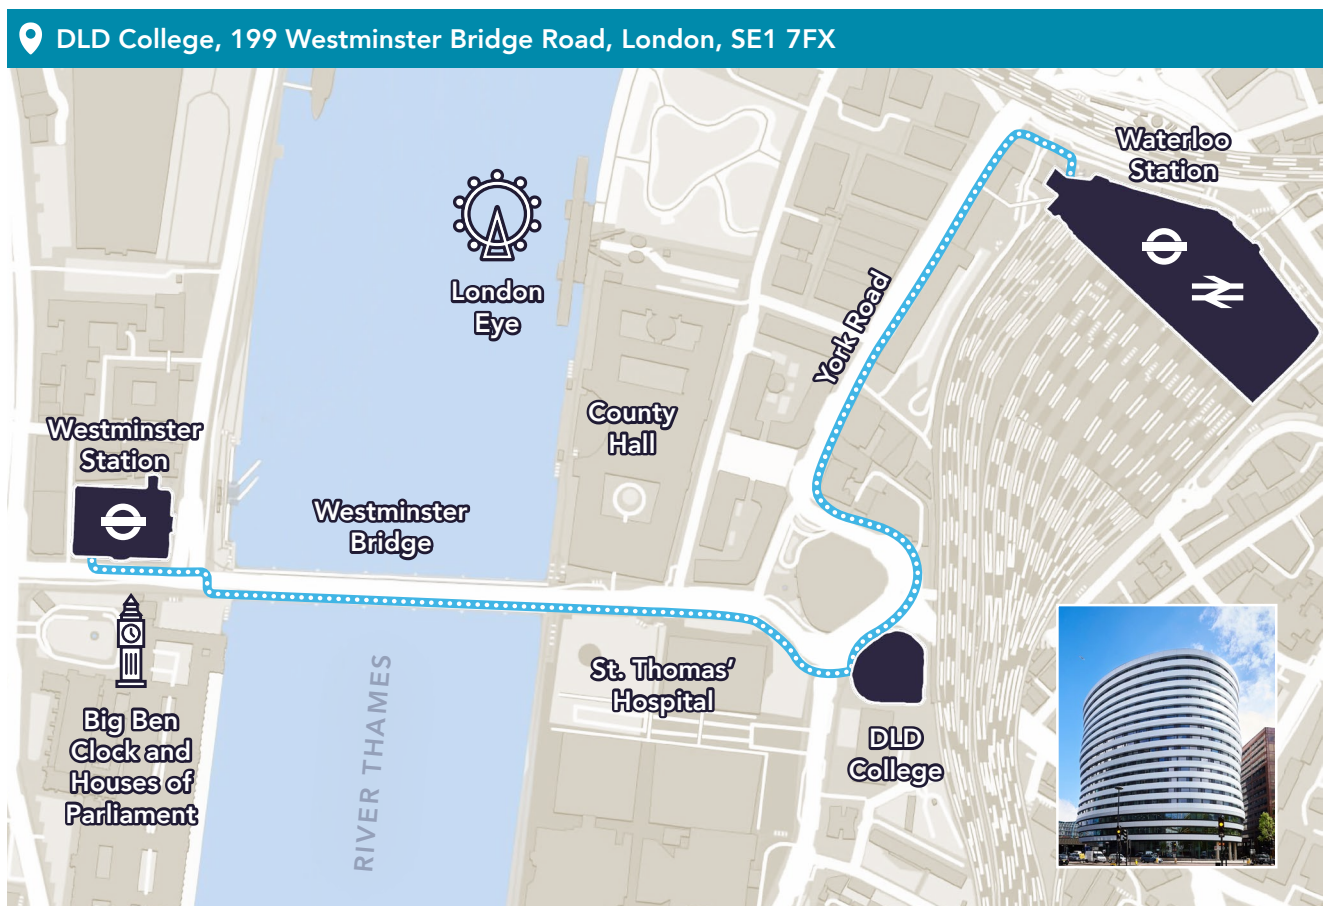 DLD College, 199 Westminster Bridge Road, London, SE1 7FX
Waterloo
Station
London
Eye
York Road
County
Hall
Westminster
Station
Westminster
Bridge
St. Thomas’
Hospital
RIVER THAMES
Big Ben
Clock and
Houses of
Parliament
DLD
College